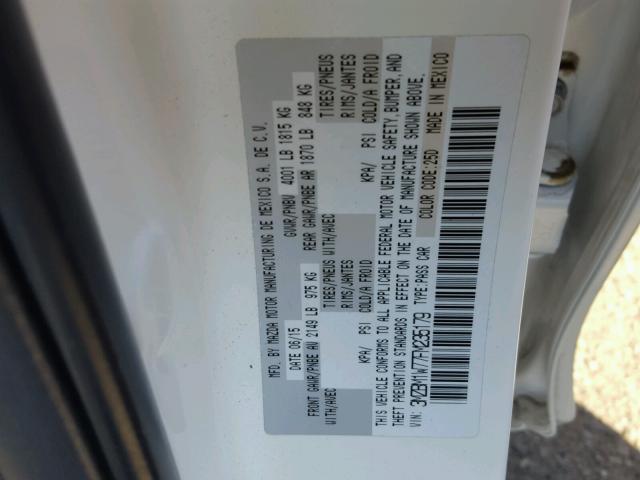 MFD. BY MAZDA MOTOR MANUFACTURING DE MEXICO S.A. DE C.V.
DATE 06/15 GVWR/PNBV 4001 LB 1815 KG
FRONT GAWR/PNBE AV 2149 LB 975 KG REAR GAWR/PNBE AR 1870 LB 848 KG
WITH/AVEC TIRES/PNEUS WITH/AVEC TIRES/PNEUS
RIMS/JANTES RIMS/JANTES
KPA/ PSI COLD/A FROID KPA/ PSI COLD/A FROID
THIS VEHICLE CONFORMS TO ALL APPLICABLE FEDERAL MOTOR VEHICLE SAFETY, BUMPER, AND
THEFT PREVENTION STANDARDS IN EFFECT ON THE DATE OF MANUFACTURE SHOWN ABOVE.
VIN: 3MZBM1W77FM235179 TYPE:PASS CAR COLOR CODE:25D MADE IN MEXICO